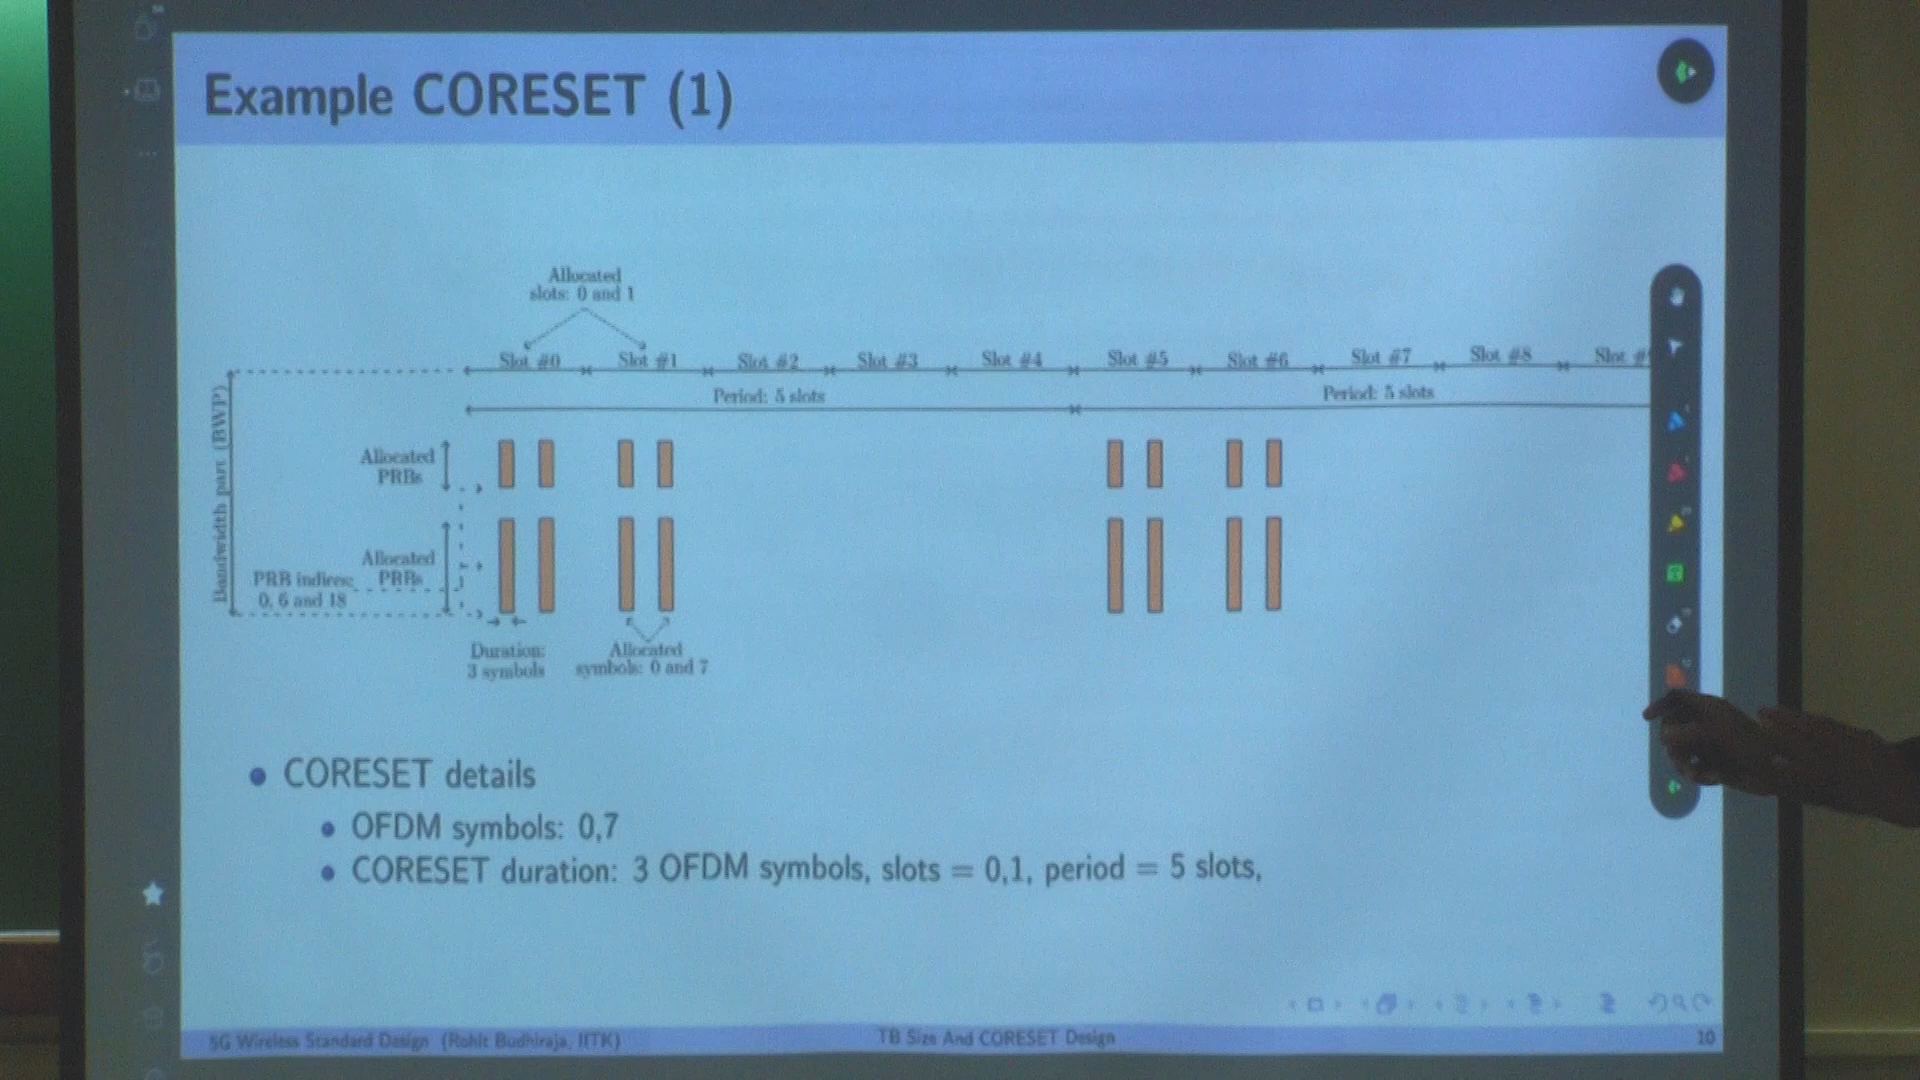 Example CORESET (1)
Allocated
slots: 0 and 1
Slot #0 Slot #1 Slot #2 Slot #3 Slot #4 Slot #5 Slot #6 Slot #7 Slot #8 Slot #
Period: 5 slots Period: 5 slots
Bandwidth part (BWP)
Allocated
PRBs
Allocated
PRBs
PRB indices:
0, 6 and 18
Duration:
3 symbols
Allocated
symbols: 0 and 7
CORESET details
OFDM symbols: 0,7
CORESET duration: 3 OFDM symbols, slots = 0,1, period = 5 slots,
5G Wireless Standard Design (Rohit Budhiraja, IITK) TB Size And CORESET Design 10